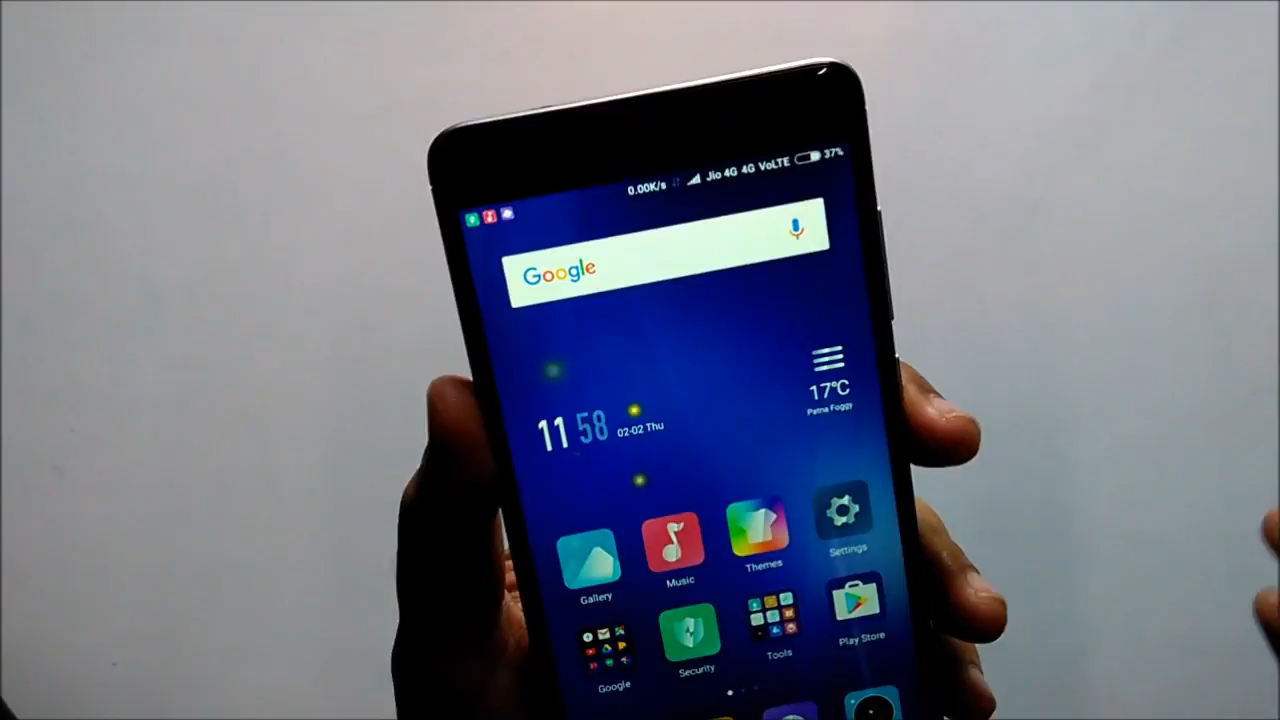 0.00K/s Jio 4G 4G VoLTE 37%
Google
17°C
Patna Foggy
11 58 02-02 Thu
Gallery Music Themes Settings
Google Security Tools Play Store